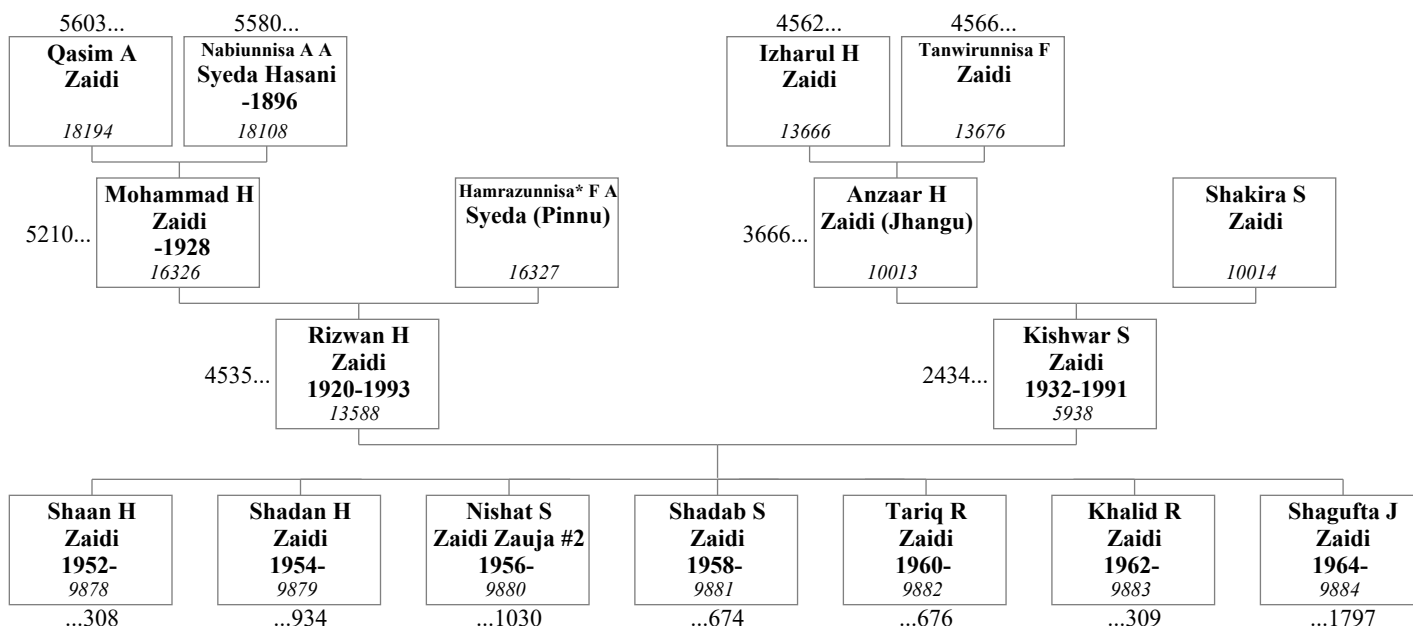 5603...
5580...
4562...
4566...
Qasim A
Zaidi
18194
Nabiunnisa A A
Syeda Hasani
-1896
18108
Izharul H
Zaidi
13666
Tanwirunnisa F
Zaidi
13676
5210...
Mohammad H
Zaidi
-1928
16326
Hamrazunnisa* F A
Syeda (Pinnu)
16327
3666...
Anzaar H
Zaidi (Jhangu)
10013
Shakira S
Zaidi
10014
4535...
Rizwan H
Zaidi
1920-1993
13588
2434...
Kishwar S
Zaidi
1932-1991
5938
Shaan H
Zaidi
1952-
9878
...308
Shadan H
Zaidi
1954-
9879
...934
Nishat S
Zaidi Zauja #2
1956-
9880
...1030
Shadab S
Zaidi
1958-
9881
...674
Tariq R
Zaidi
1960-
9882
...676
Khalid R
Zaidi
1962-
9883
...309
Shagufta J
Zaidi
1964-
9884
...1797